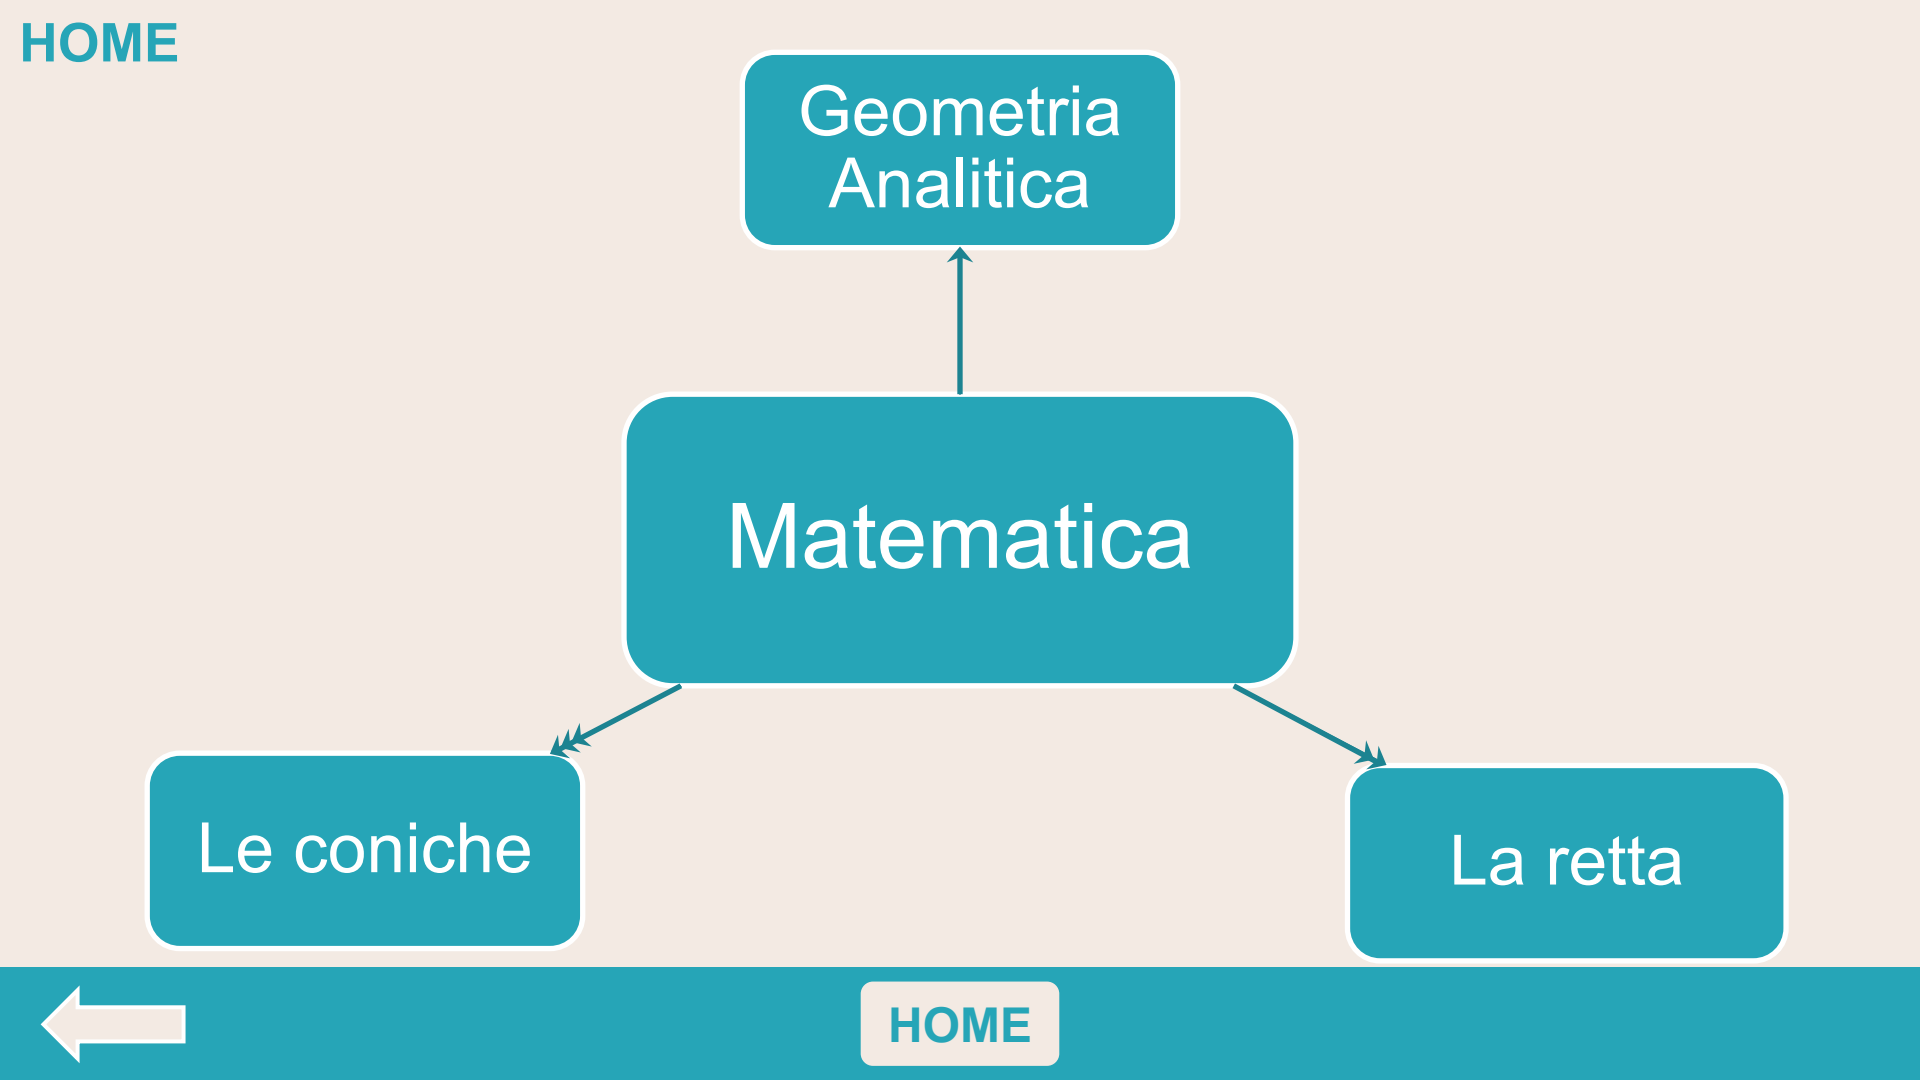 HOME
Geometria
Analitica
Matematica
Le coniche
La retta
HOME